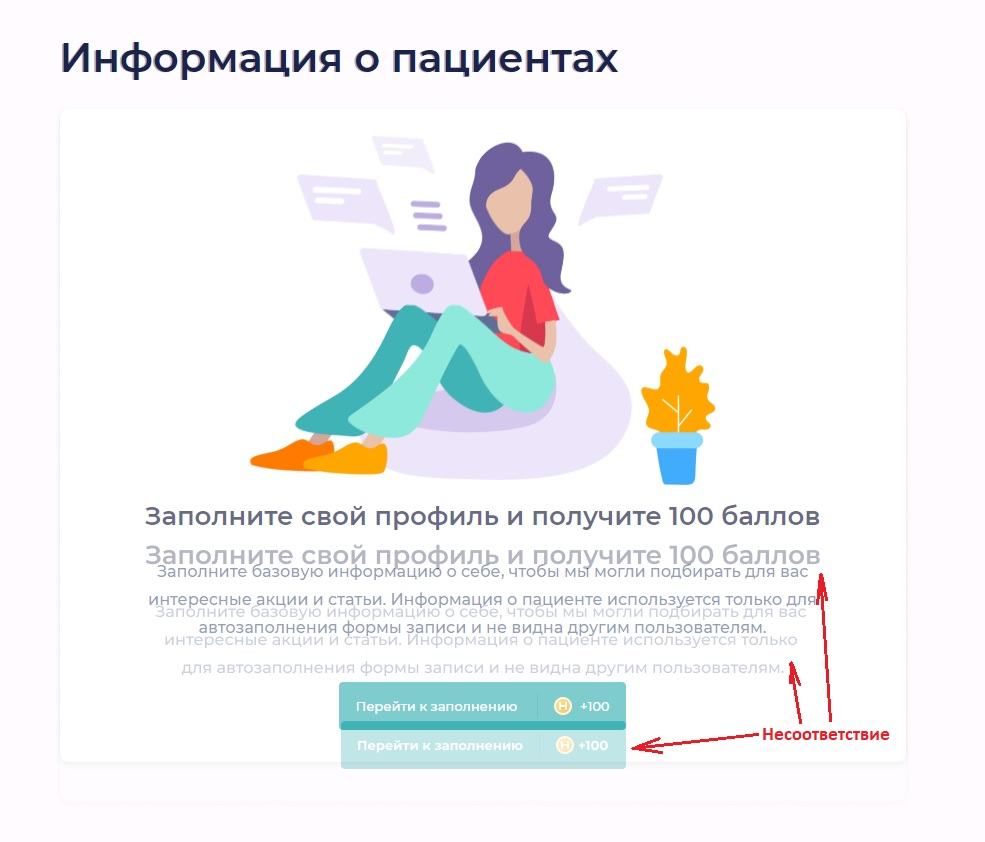 Информация о пациентах
Заполните свой профиль и получите 100 баллов
Заполните свой профиль и получите 100 баллов
Заполните базовую информацию о себе, чтобы мы могли подбирать для вас
интересные акции и статьи. Информация о пациенте используется только для
Заполните базовую информацию о себе, чтобы мы могли подбирать для вас
автозаполнения формы записи и не видна другим пользователям.
интересные акции и статьи. Информация о пациенте используется только
для автозаполнения формы записи и не видна другим пользователям.
Перейти к заполнению H +100
Несоответствие
Перейти к заполнению H +100